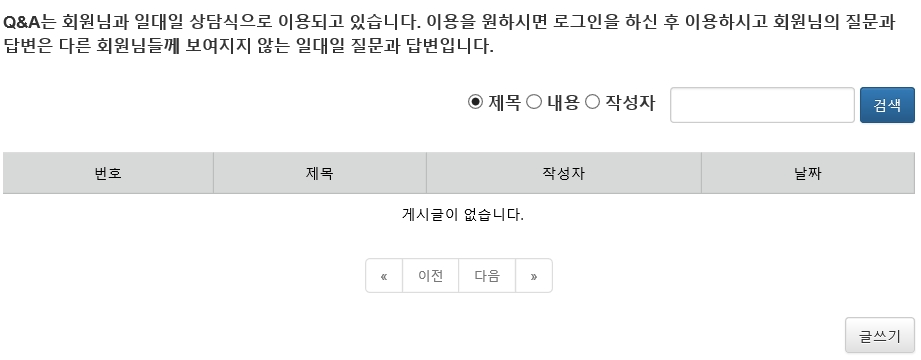 Q&A는 회원님과 일대일 상담식으로 이용되고 있습니다. 이용을 원하시면 로그인을 하신 후 이용하시고 회원님의 질문과
답변은 다른 회원님들께 보여지지 않는 일대일 질문과 답변입니다.
제목 내용 작성자 검색
번호 제목 작성자 날짜
게시글이 없습니다.
« 이전 다음 »
글쓰기